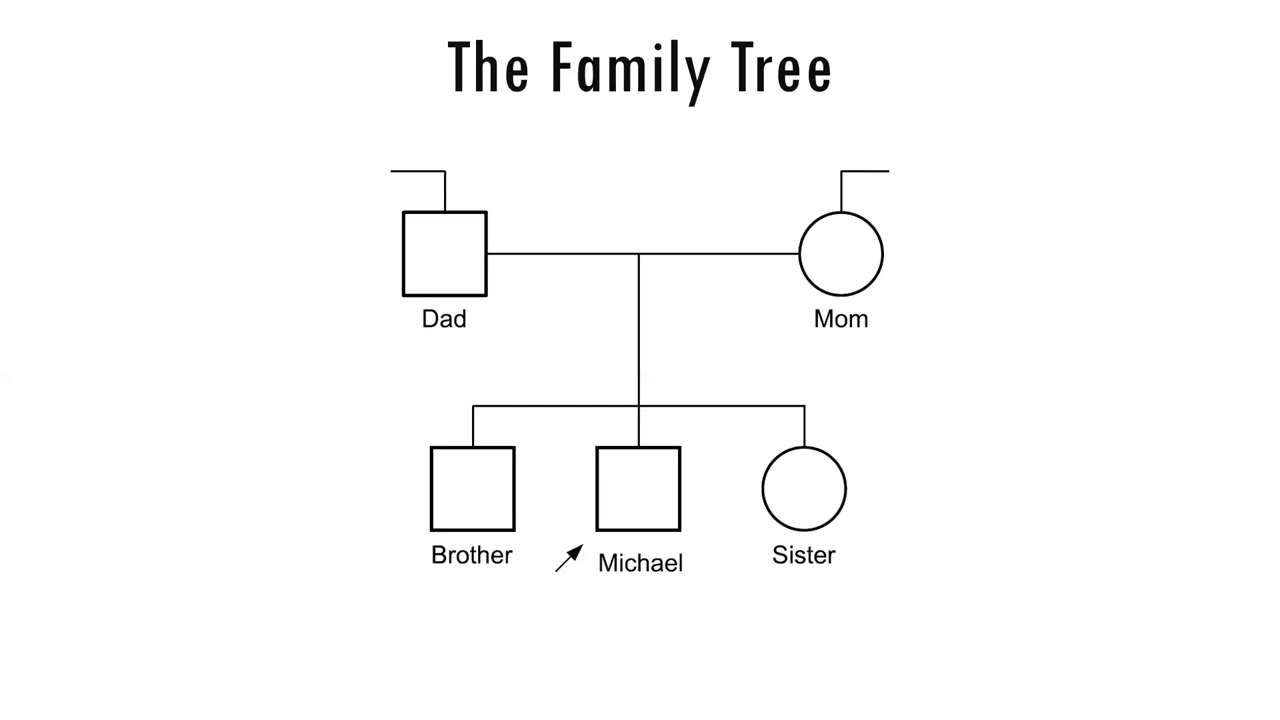 The Family Tree
Dad
Mom
Brother
Michael
Sister